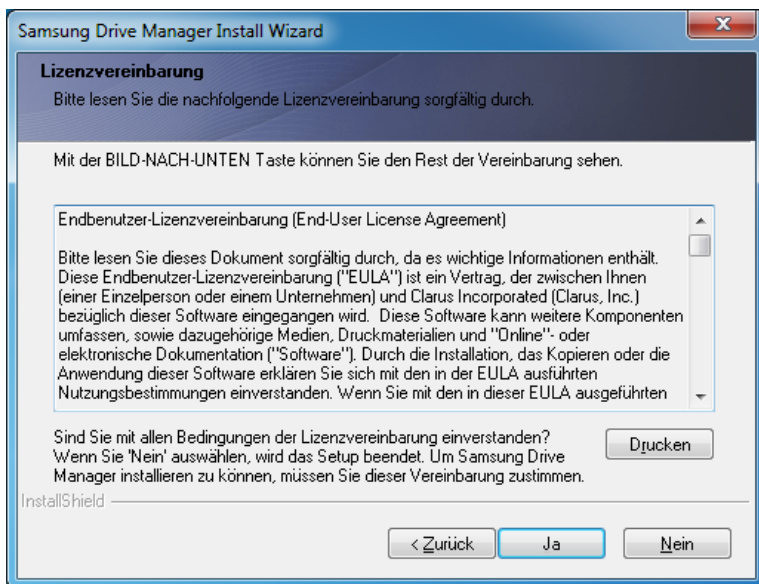 Samsung Drive Manager Install Wizard
Lizenzvereinbarung
Bitte lesen Sie die nachfolgende Lizenzvereinbarung sorgfältig durch.
Mit der BILD-NACH-UNTEN Taste können Sie den Rest der Vereinbarung sehen.
Endbenutzer-Lizenzvereinbarung (End-User License Agreement)
Bitte lesen Sie dieses Dokument sorgfältig durch, da es wichtige Informationen enthält.
Diese Endbenutzer-Lizenzvereinbarung ("EULA") ist ein Vertrag, der zwischen Ihnen
(einer Einzelperson oder einem Unternehmen) und Clarus Incorporated (Clarus, Inc.)
bezüglich dieser Software eingegangen wird.  Diese Software kann weitere Komponenten
umfassen, sowie dazugehörige Medien, Druckmaterialien und "Online"- oder
elektronische Dokumentation ("Software"). Durch die Installation, das Kopieren oder die
Anwendung dieser Software erklären Sie sich mit den in der EULA ausführten
Nutzungsbestimmungen einverstanden. Wenn Sie mit den in dieser EULA ausgeführten
Sind Sie mit allen Bedingungen der Lizenzvereinbarung einverstanden?
Wenn Sie 'Nein' auswählen, wird das Setup beendet. Um Samsung Drive
Manager installieren zu können, müssen Sie dieser Vereinbarung zustimmen.
Drucken
InstallShield
< Zurück
Ja
Nein